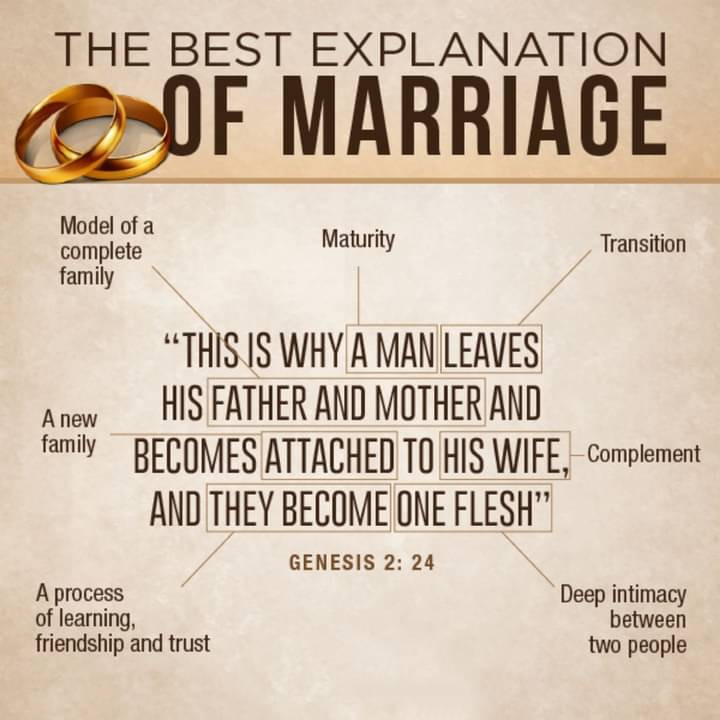 THE BEST EXPLANATION
OF MARRIAGE
Model of a
complete
family
Maturity
Transition
“THIS IS WHY A MAN LEAVES
HIS FATHER AND MOTHER AND
BECOMES ATTACHED TO HIS WIFE,
AND THEY BECOME ONE FLESH”
A new
family
Complement
GENESIS 2: 24
A process
of learning,
friendship and trust
Deep intimacy
between
two people